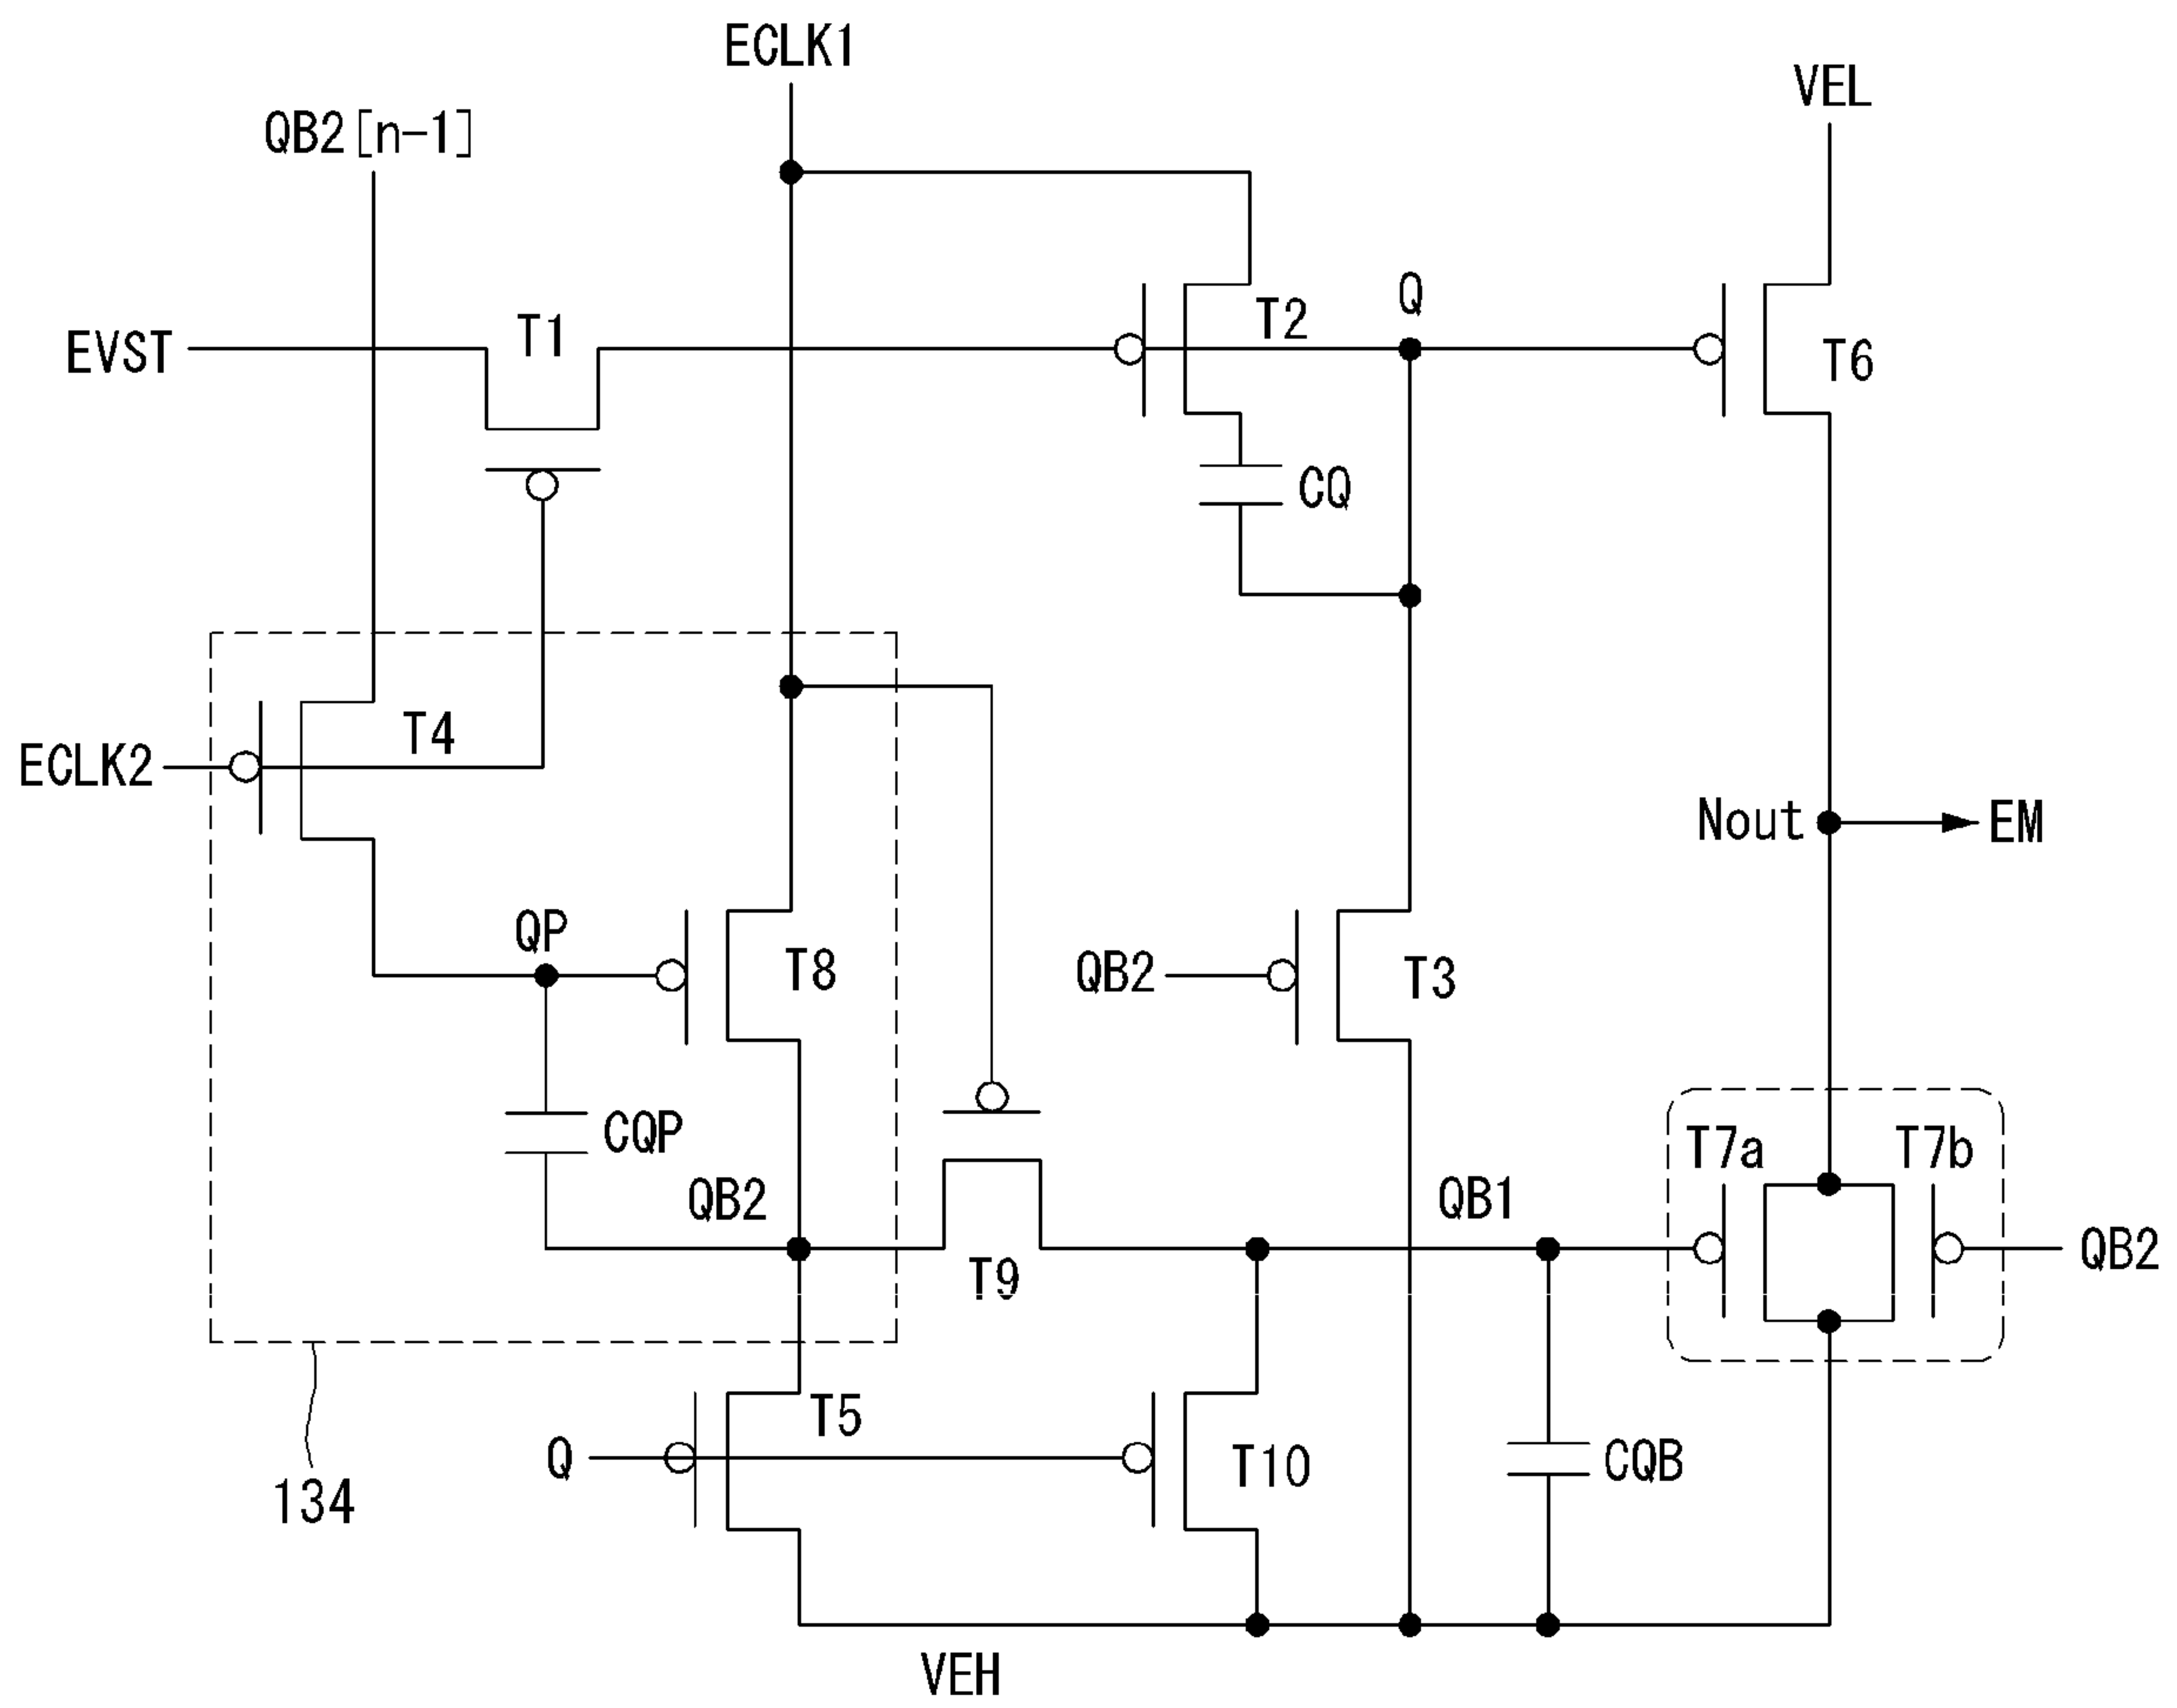 ECLK1
VEL
QB2[n-1]
Q
T1
T2
EVST
T6
CQ
T4
ECLK2
Nout
EM
QP
T8
QB2
T3
CQP
T7a
T7b
QB2
QB1
QB2
T9
T5
Q
T10
CQB
134
VEH